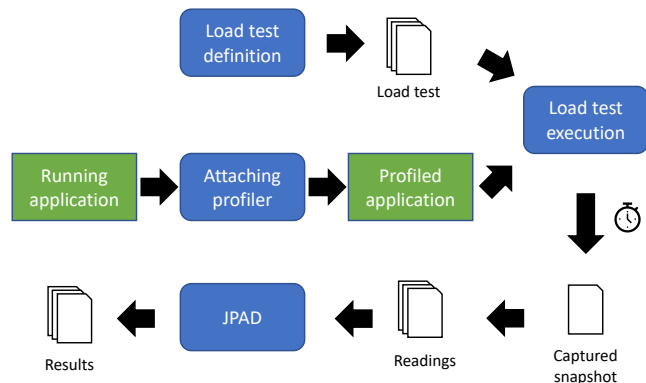 Load test
definition
Load test
Load test
execution
Running
application
Attaching
profiler
Profiled
application
JPAD
Results
Readings
Captured
snapshot